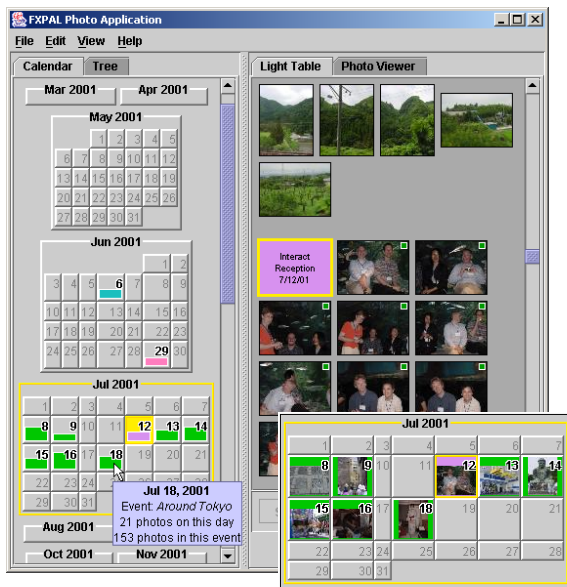 FXPAL Photo Application
File Edit View Help
Calendar Tree
Mar 2001 Apr 2001
May 2001
1 2 3 4 5
6 7 8 9 10 11 12
13 14 15 16 17 18 19
20 21 22 23 24 25 26
27 28 29 30 31
Jun 2001
1 2
3 4 5 6 7 8 9
10 11 12 13 14 15 16
17 18 19 20 21 22 23
24 25 26 27 28 29 30
Jul 2001
1 2 3 4 5 6 7
8 9 10 11 12 13 14
15 16 17 18 19 20 21
22 23 24
29 30 31
Jul 18, 2001
Event: Around Tokyo
21 photos on this day
153 photos in this event
Aug 2001
Oct 2001 Nov 2001
Light Table Photo Viewer
Interact
Reception
7/12/01
Jul 2001
1 2 3 4 5 6 7
8 9 10 11 12 13 14
15 16 17 18 19 20 21
22 23 24 25 26 27 28
29 30 31